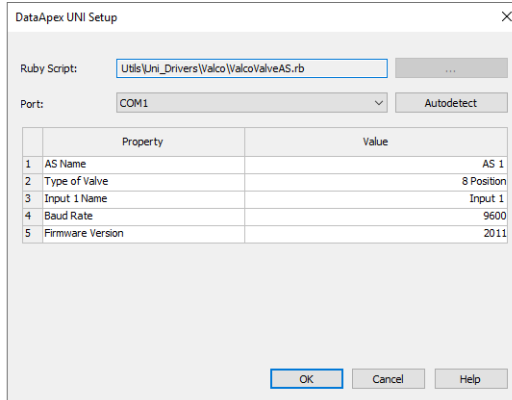 DataApex UNI Setup
Ruby Script: Utils\Uni_Drivers\Valco\ValcoValveAS.rb ...
Port: COM1 Autodetect
Property Value
1 AS Name AS 1
2 Type of Valve 8 Position
3 Input 1 Name Input 1
4 Baud Rate 9600
5 Firmware Version 2011
OK Cancel Help